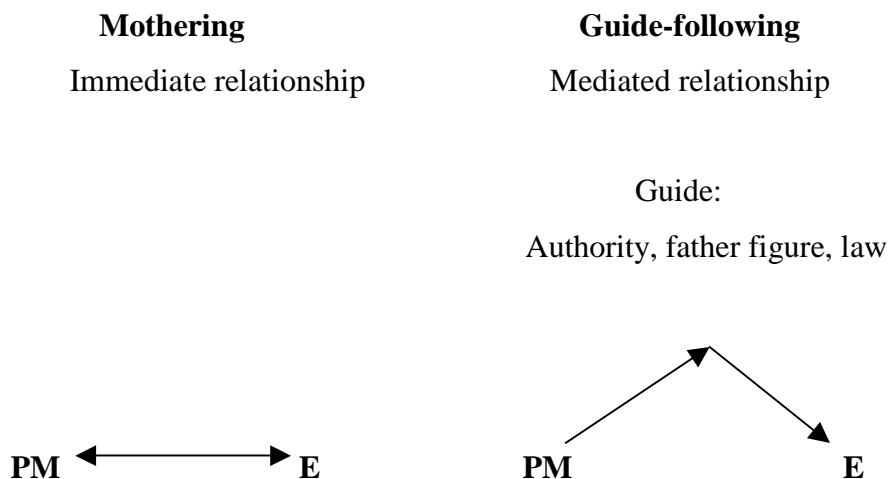 Mothering
Immediate relationship
PM E
Guide-following
Mediated relationship
Guide:
Authority, father figure, law
PM E